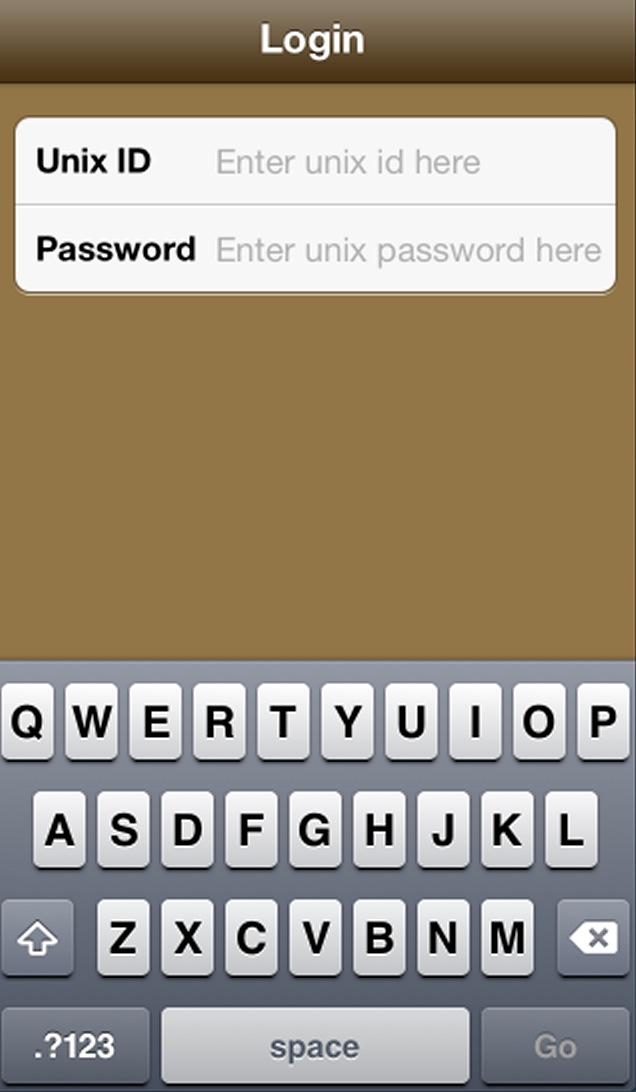 Login
Unix ID Enter unix id here
Password Enter unix password here
Q W E R T Y U I O P
A S D F G H J K L
Z X C V B N M
.?123 space Go